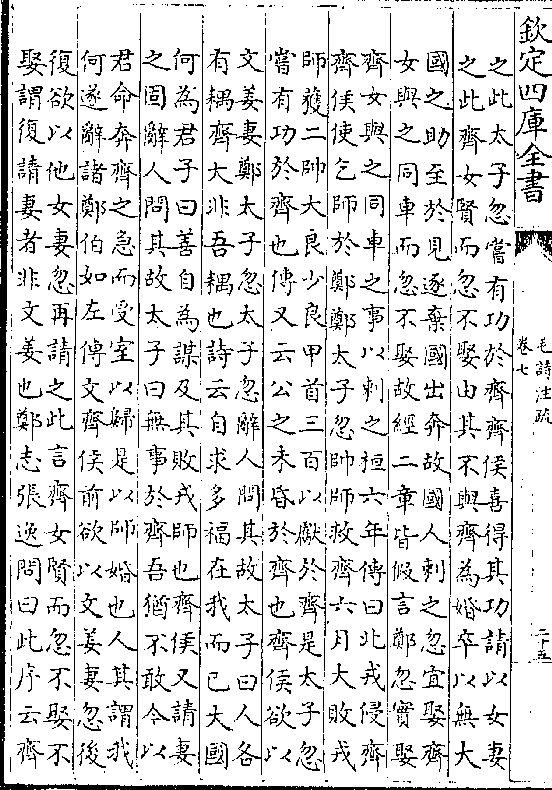 欽定四庫全書
毛詩注疏
卷七
二十五
之此太子忽嘗有功於齊齊侯喜得其功請以女妻
之此齊女賢而忽不娶由其不與齊為婚卒以無大
國之助至於見逐棄國出奔故國人刺之忽宜娶齊
女與之同車而忽不娶故經二章皆假言鄭忽實娶
齊女與之同車之事以刺之桓六年傳曰北戎侵齊
齊侯使乞師於鄭鄭太子忽帥師救齊六月大敗戎
師獲二帥大良少良甲首三百以獻於齊是太子忽
嘗有功於齊也傳又云公之未昏於齊也齊侯欲以
文姜妻鄭太子忽太子忽辭人問其故太子曰人各
有耦齊大非吾耦也詩云自求多福在我而已大國
何為君子曰善自為謀及其敗戎師也齊侯又請妻
之固辭人問其故太子曰無事於齊吾猶不敢今以
君命奔齊之急而受室以歸是以師婚也人其謂我
何遂辭諸鄭伯如左傳文齊侯前欲以文姜妻忽後
復欲以他女妻忽再請之此言齊女賢而忽不娶不
娶謂復請妻者非文姜也鄭志張逸問曰此序云齊